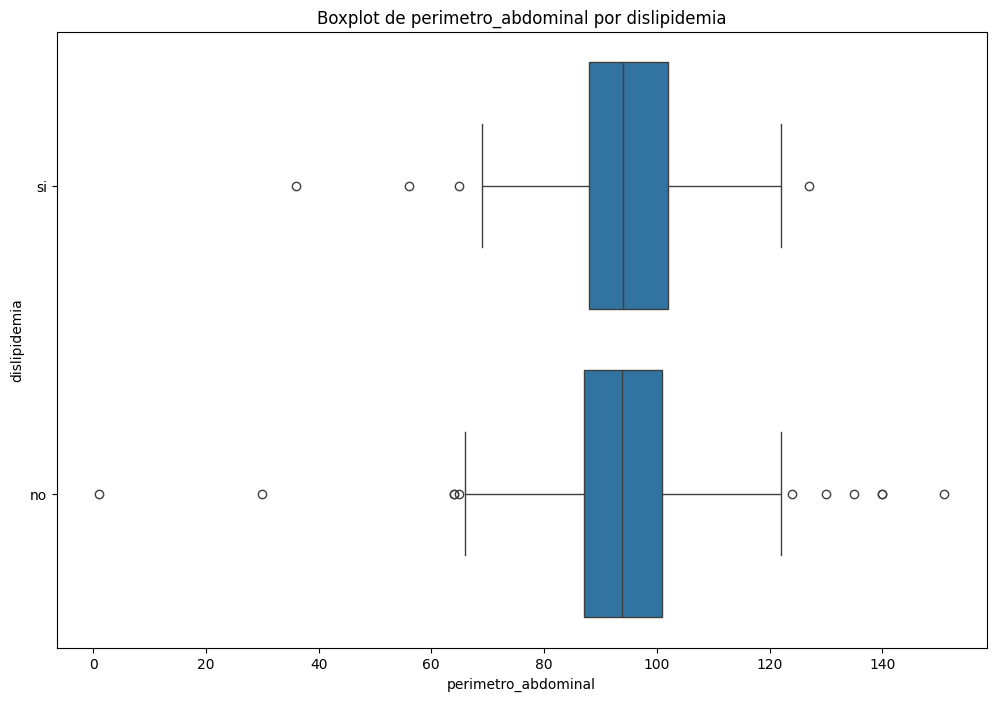 Boxplot de perimetro_abdominal por dislipidemia
dislipidemia
si
no
0 20 40 60 80 100 120 140
perimetro_abdominal